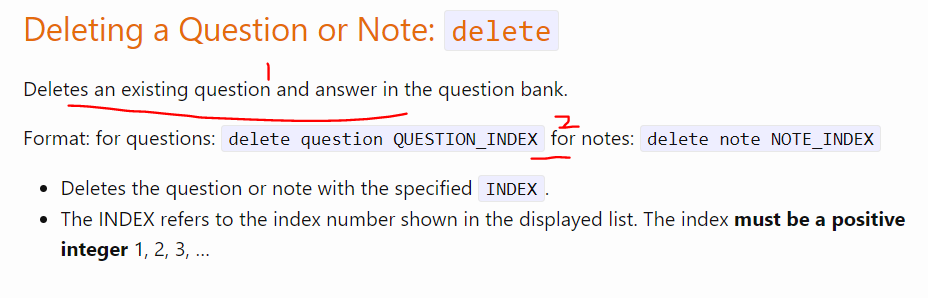 Deleting a Question or Note: delete
1
Deletes an existing question and answer in the question bank.
2
Format: for questions: delete question QUESTION_INDEX for notes: delete note NOTE_INDEX
• Deletes the question or note with the specified INDEX.
• The INDEX refers to the index number shown in the displayed list. The index must be a positive
integer 1, 2, 3, …